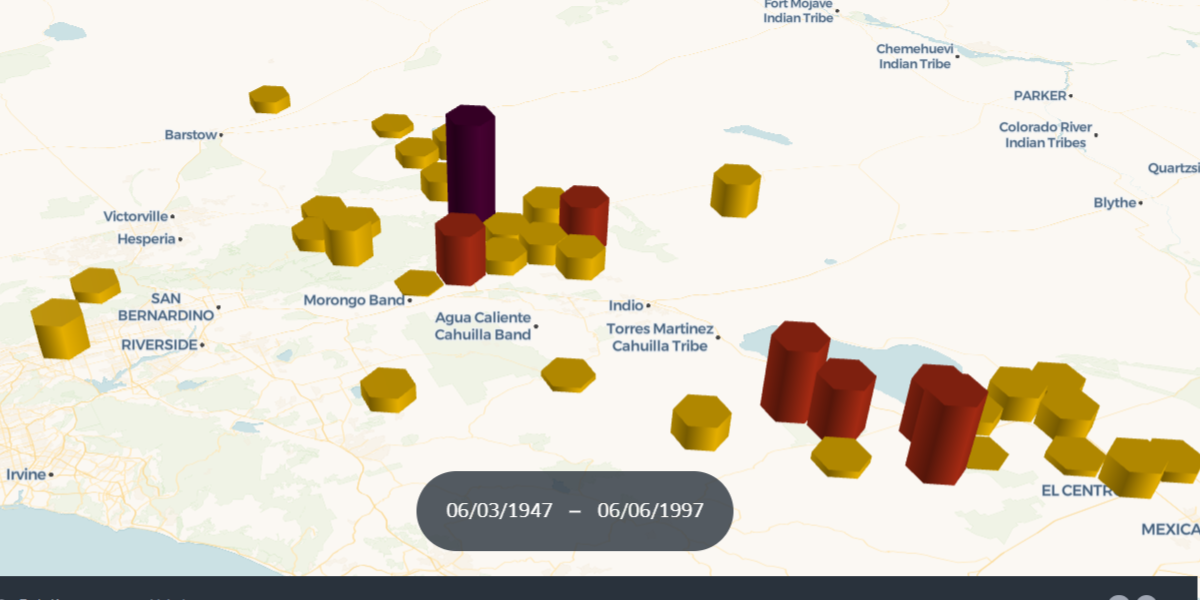 Fort Mojave
Indian Tribe
Chemehuevi
Indian Tribe
PARKER
Barstow
Colorado River
Indian Tribes
Quartzsi
Blythe
Victorville
Hesperia
SAN
BERNARDINO
Morongo Band
Indio
Agua Caliente
Cahuilla Band
Torres Martinez
Cahuilla Tribe
RIVERSIDE
Irvine
EL CENTR
06/03/1947 – 06/06/1997
MEXICA